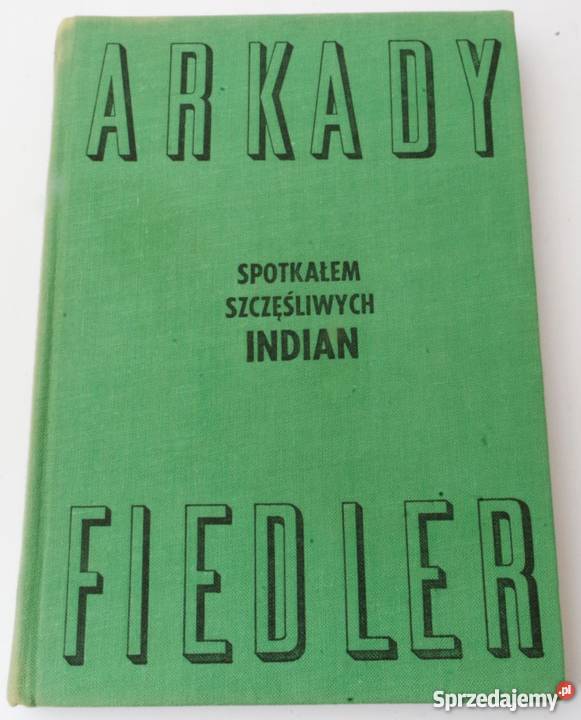 ARKADY
SPOTKAŁEM
SZCZĘŚLIWYCH
INDIAN
FIEDLER
Sprzedajemy.pl